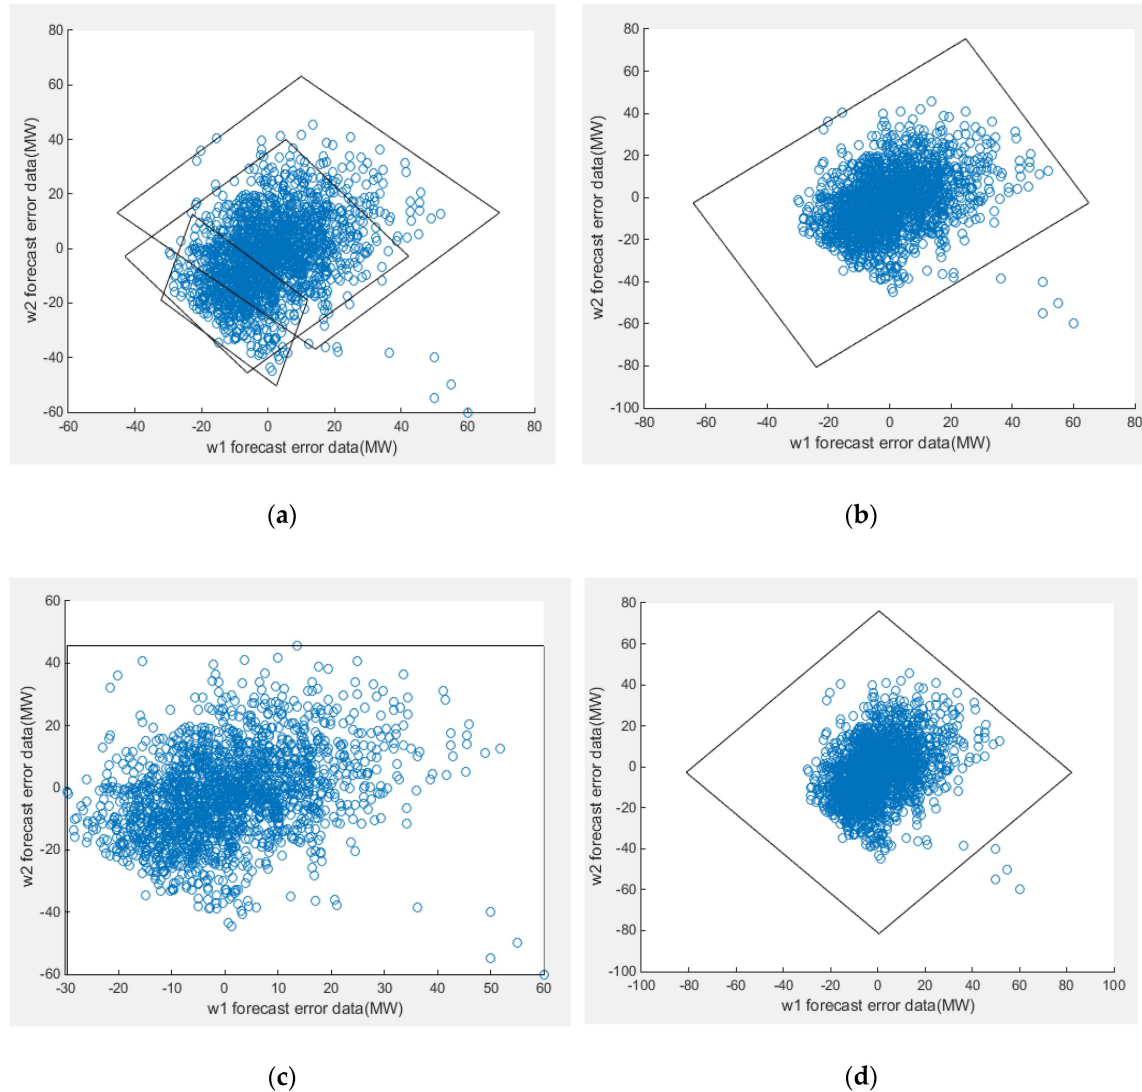 80
60
40
20
0
-20
-40
-60
-60 -40 -20 0 20 40 60 80
w2 forecast error data(MW)
w1 forecast error data(MW)
(a)
80
60
40
20
0
-20
-40
-60
-80
-100
-80 -60 -40 -20 0 20 40 60 80
w2 forecast error data(MW)
w1 forecast error data(MW)
(b)
60
40
20
0
-20
-40
-60
-30 -20 -10 0 10 20 30 40 50 60
w2 forecast error data(MW)
w1 forecast error data(MW)
(c)
80
60
40
20
0
-20
-40
-60
-80
-100
-100 -80 -60 -40 -20 0 20 40 60 80 100
w2 forecast error data(MW)
w1 forecast error data(MW)
(d)